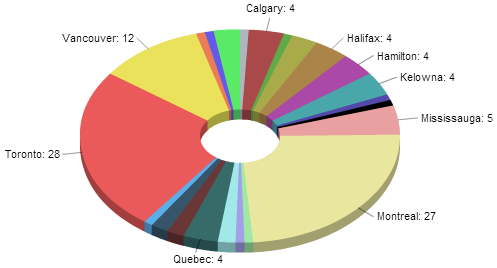 Calgary: 4
Vancouver: 12
Halifax: 4
Hamilton: 4
Kelowna: 4
Mississauga: 5
Toronto: 28
Montreal: 27
Quebec: 4